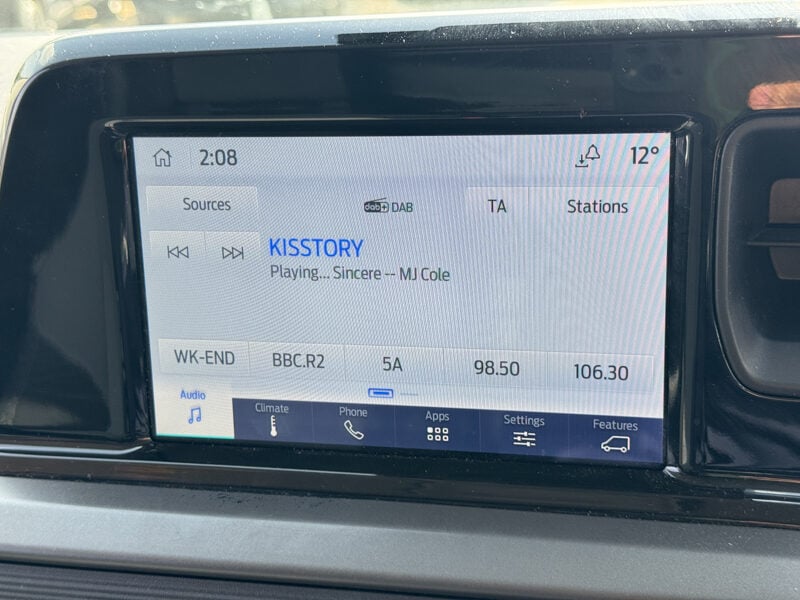 2:08 12°
Sources dab+ DAB TA Stations
KISSTORY
Playing... Sincere -- MJ Cole
WK-END BBC.R2 5A 98.50 106.30
Audio Climate Phone Apps Settings Features